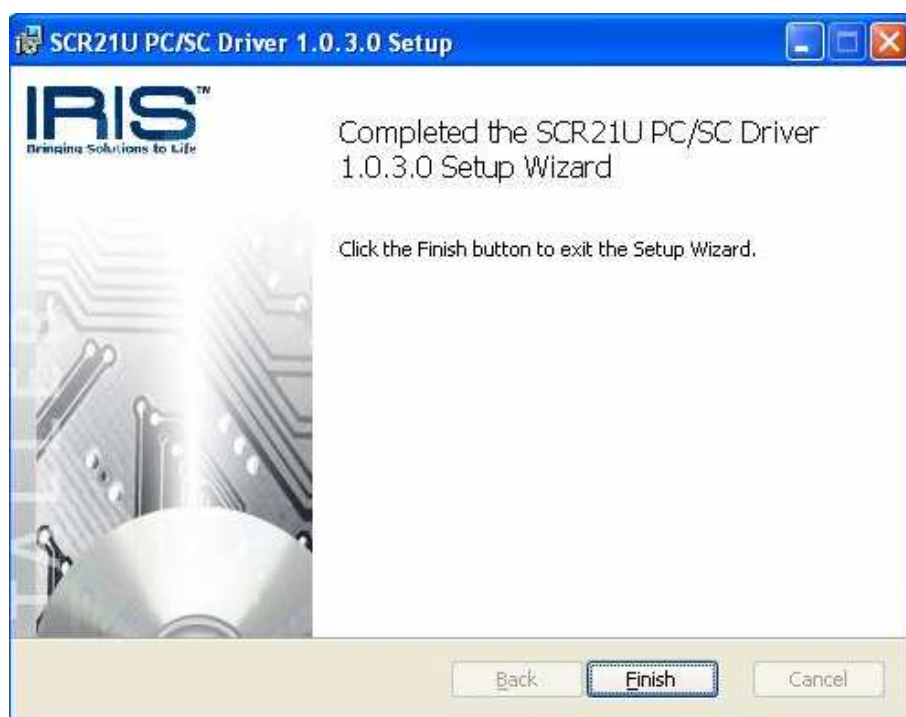 SCR21U PC/SC Driver 1.0.3.0 Setup
IRIS™
Bringing Solutions to Life
Completed the SCR21U PC/SC Driver
1.0.3.0 Setup Wizard
Click the Finish button to exit the Setup Wizard.
Back Finish Cancel